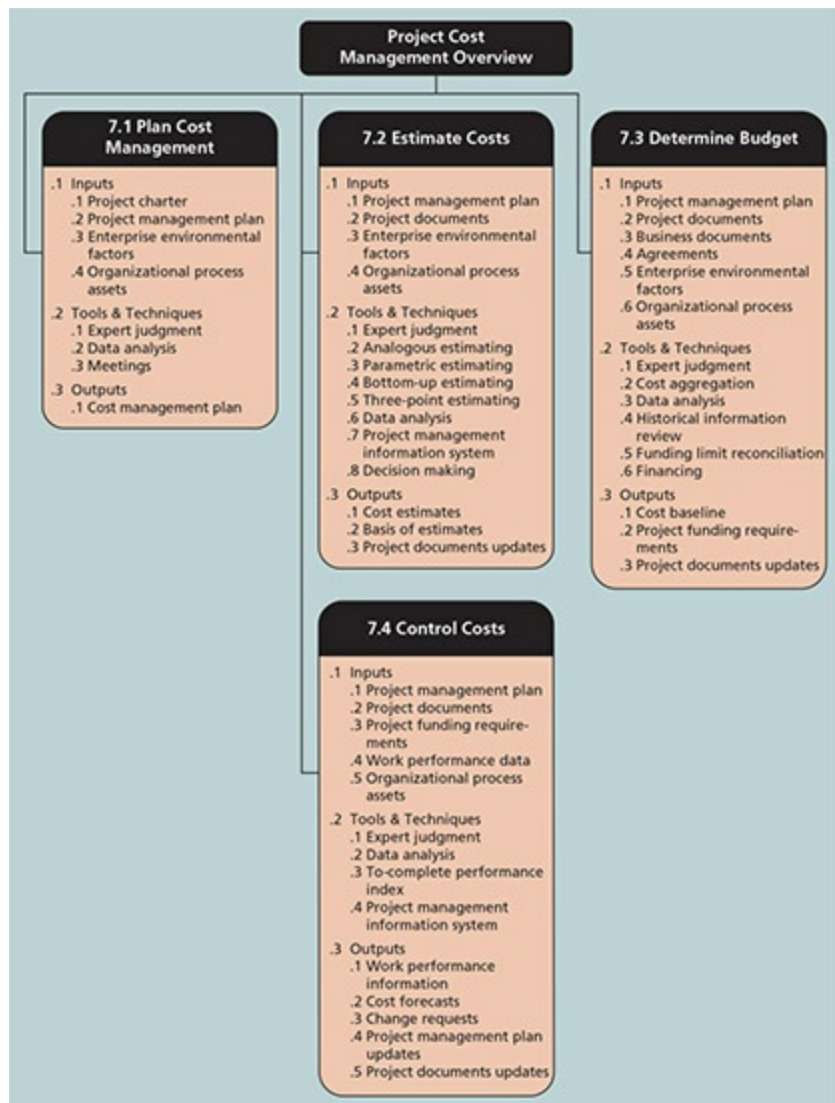 Project Cost
Management Overview
7.1 Plan Cost
Management
.1 Inputs
.1 Project charter
.2 Project management plan
.3 Enterprise environmental
factors
.4 Organizational process
assets
.2 Tools & Techniques
.1 Expert judgment
.2 Data analysis
.3 Meetings
.3 Outputs
.1 Cost management plan
7.2 Estimate Costs
.1 Inputs
.1 Project management plan
.2 Project documents
.3 Enterprise environmental
factors
.4 Organizational process
assets
.2 Tools & Techniques
.1 Expert judgment
.2 Analogous estimating
.3 Parametric estimating
.4 Bottom-up estimating
.5 Three-point estimating
.6 Data analysis
.7 Project management
information system
.8 Decision making
.3 Outputs
.1 Cost estimates
.2 Basis of estimates
.3 Project documents updates
7.3 Determine Budget
.1 Inputs
.1 Project management plan
.2 Project documents
.3 Business documents
.4 Agreements
.5 Enterprise environmental
factors
.6 Organizational process
assets
.2 Tools & Techniques
.1 Expert judgment
.2 Cost aggregation
.3 Data analysis
.4 Historical information
review
.5 Funding limit reconciliation
.6 Financing
.3 Outputs
.1 Cost baseline
.2 Project funding require-
ments
.3 Project documents updates
7.4 Control Costs
.1 Inputs
.1 Project management plan
.2 Project documents
.3 Project funding require-
ments
.4 Work performance data
.5 Organizational process
assets
.2 Tools & Techniques
.1 Expert judgment
.2 Data analysis
.3 To-complete performance
index
.4 Project management
information system
.3 Outputs
.1 Work performance
information
.2 Cost forecasts
.3 Change requests
.4 Project management plan
updates
.5 Project documents updates